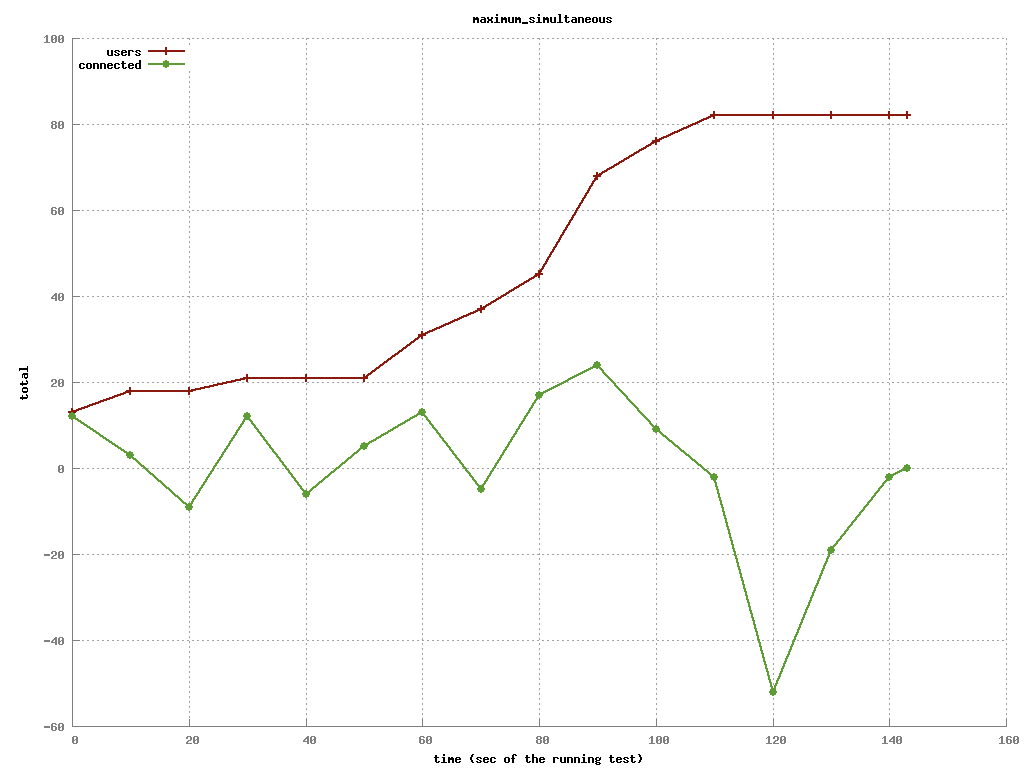 maximum_simultaneous
users
connected
100
80
60
40
20
0
-20
-40
-60
total
0 20 40 60 80 100 120 140 160
time (sec of the running test)